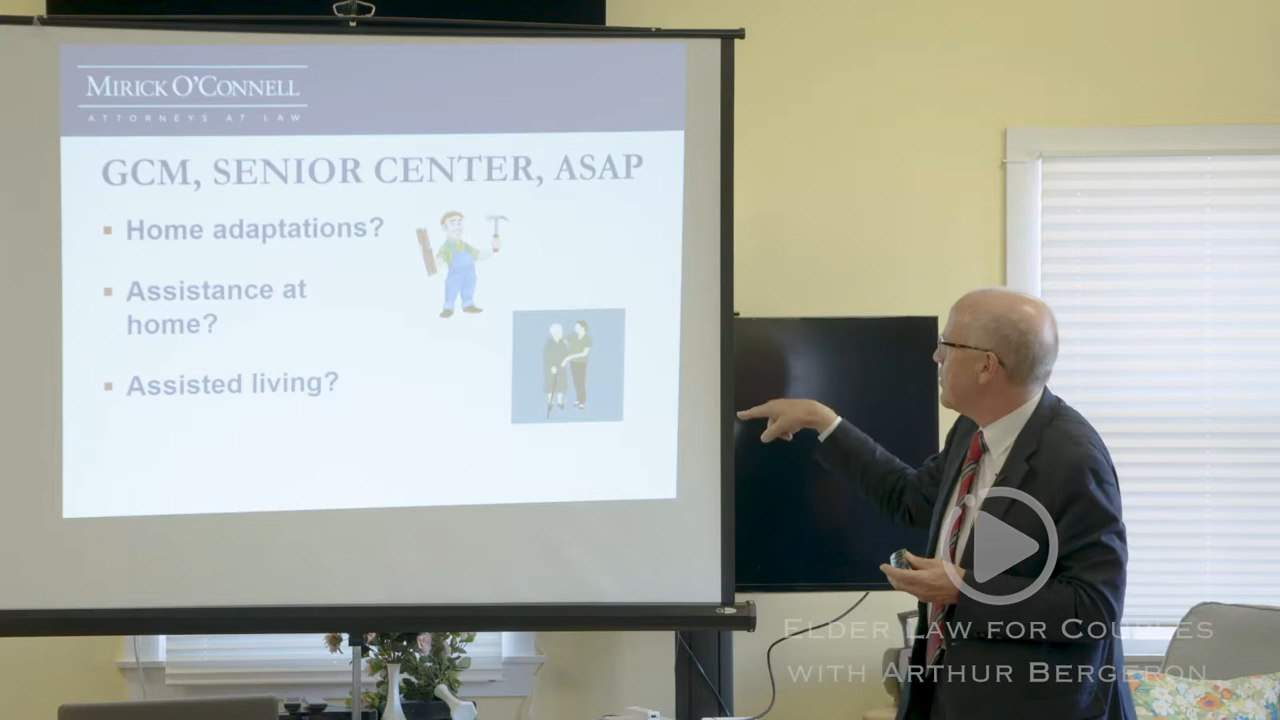 MIRICK O'CONNELL
ATTORNEYS AT LAW
GCM, SENIOR CENTER, ASAP
Home adaptations?
Assistance at
home?
Assisted living?
ELDER LAW FOR COUPLES
WITH ARTHUR BERGERON